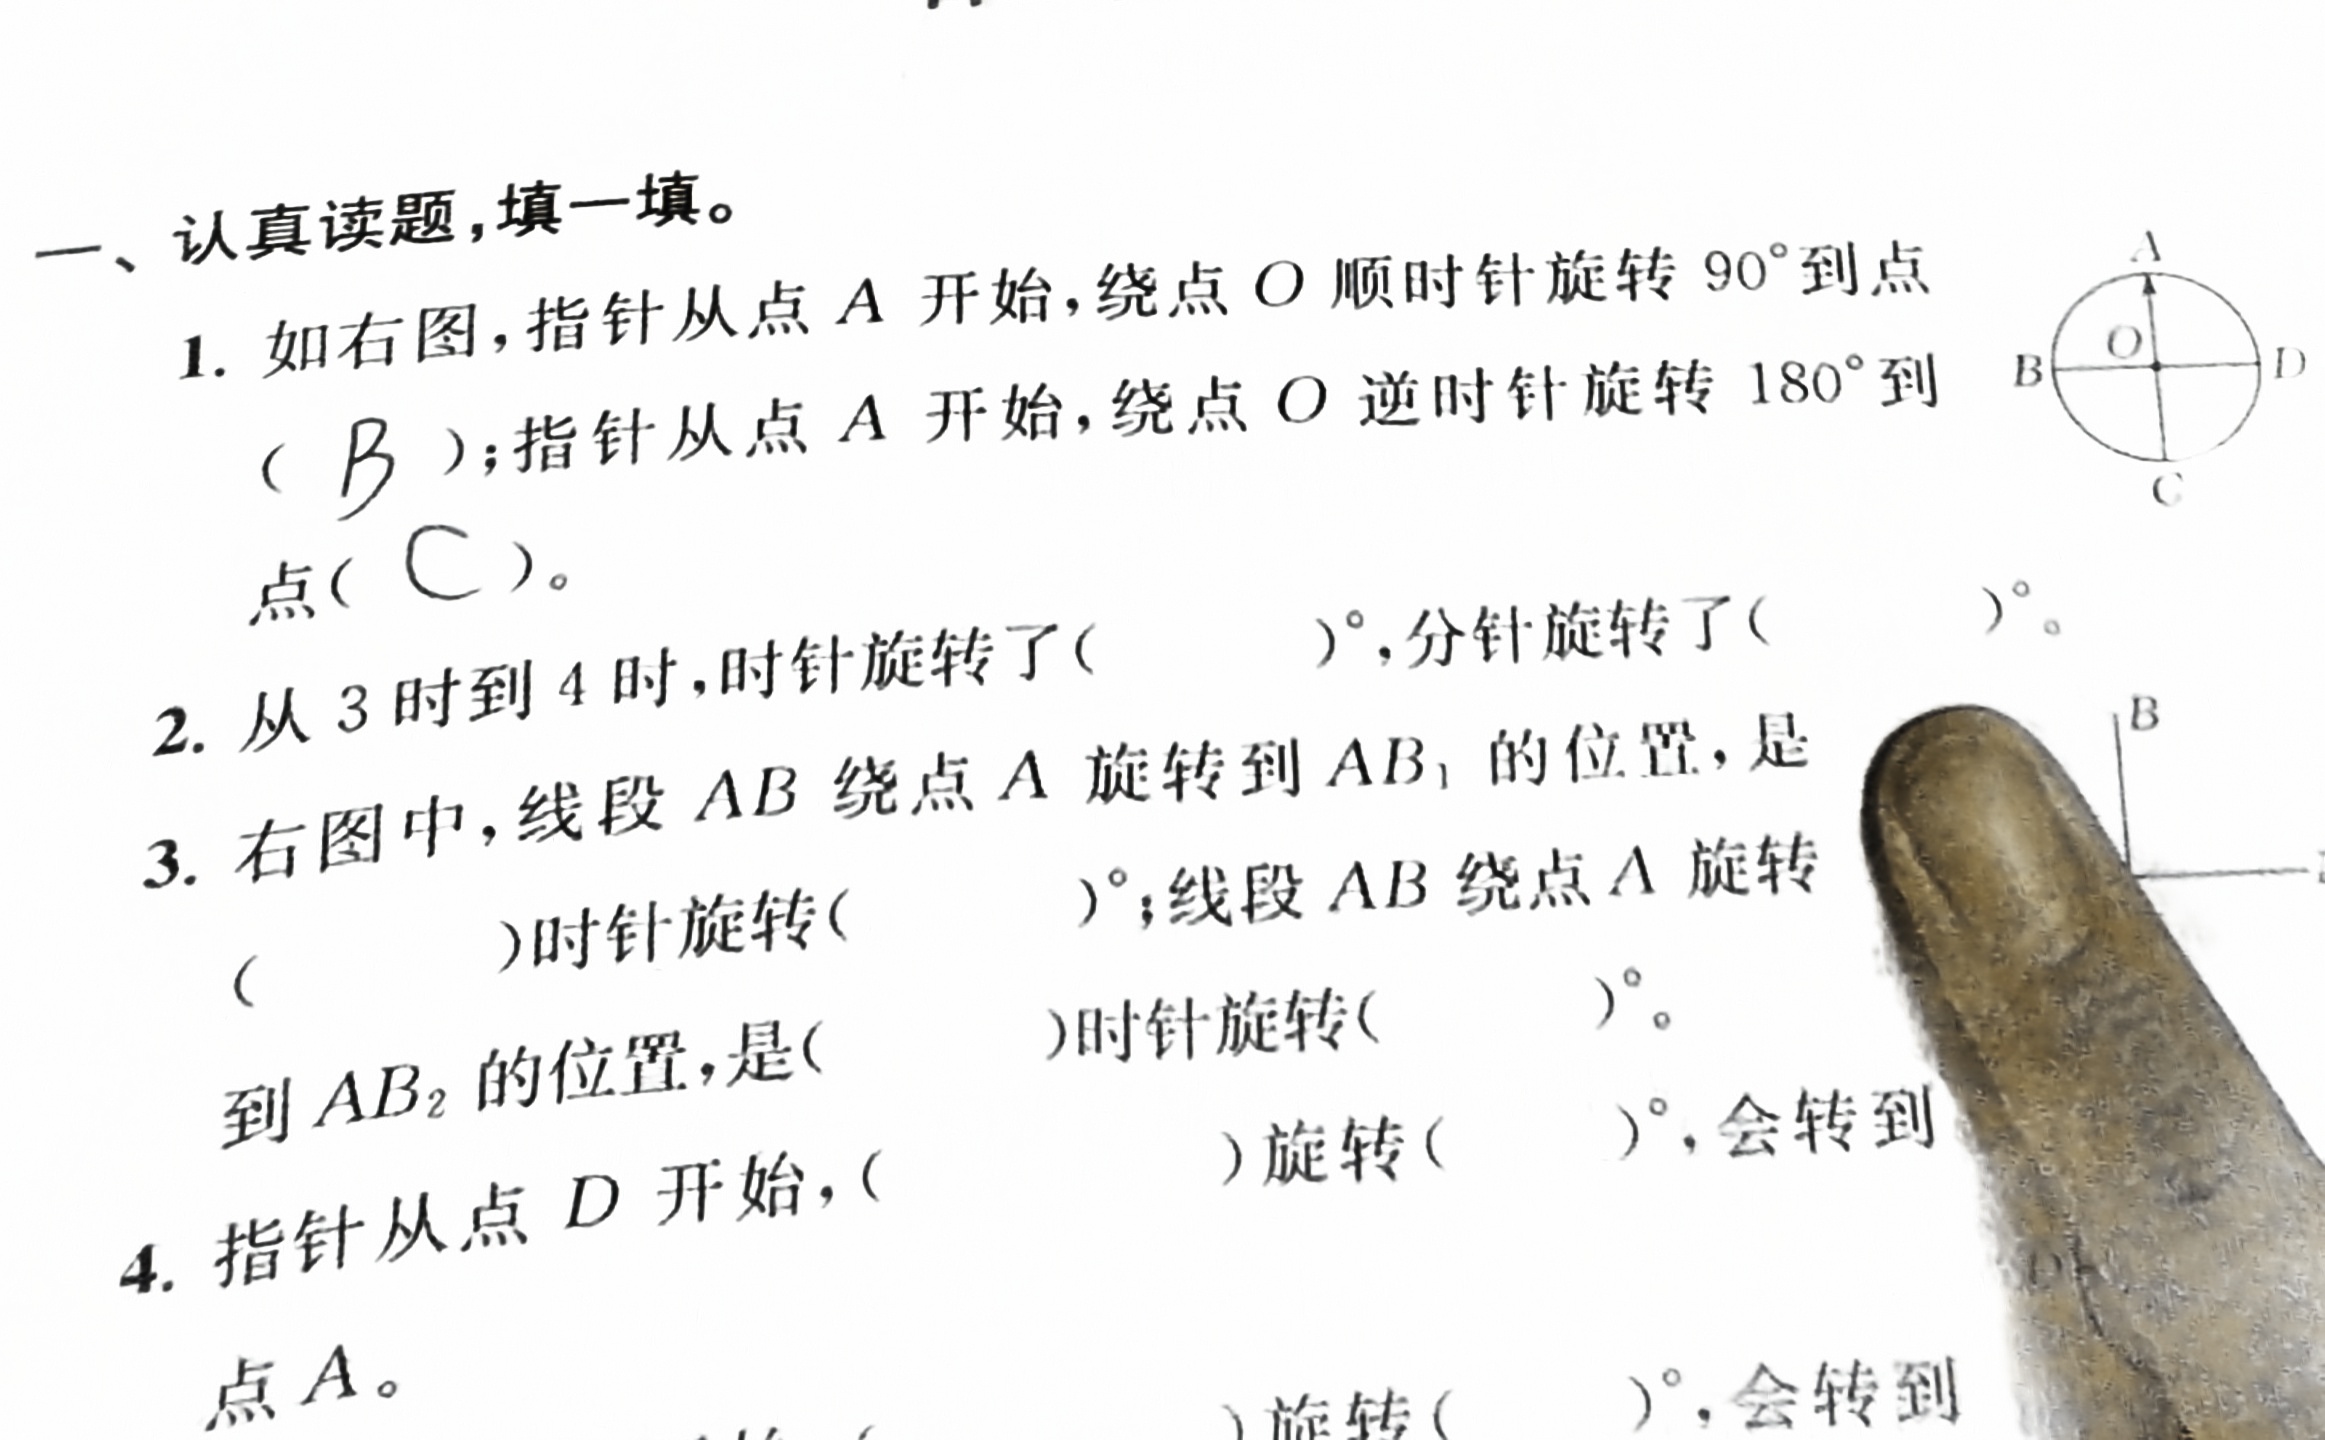 一、认真读题,填一填。
1. 如右图,指针从点 A 开始,绕点 O 顺时针旋转 90°到点
( B );指针从点 A 开始,绕点 O 逆时针旋转 180°到
点( C )。
A
O
B
D
C
2. 从 3 时到 4 时,时针旋转了( )°,分针旋转了( )°。
3. 右图中,线段 AB 绕点 A 旋转到 AB₁ 的位置,是
( )时针旋转( )°;线段 AB 绕点 A 旋转
到 AB₂ 的位置,是( )时针旋转( )°。
B
4. 指针从点 D 开始,( )旋转( )°,会转到
点 A。
( )旋转( )°,会转到